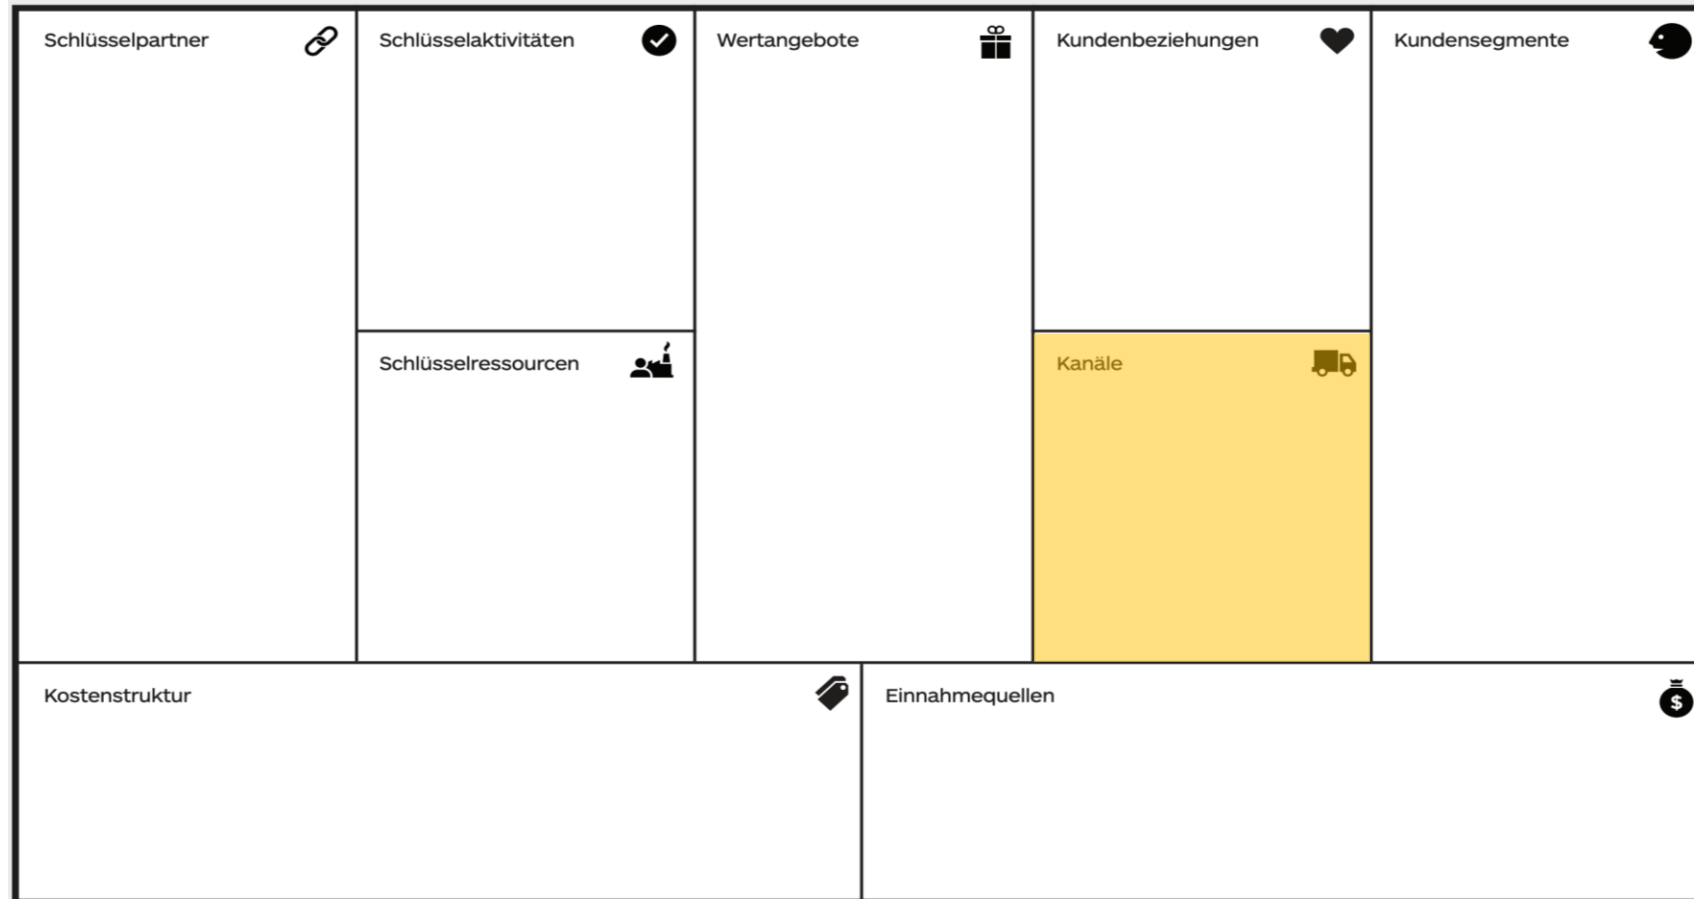 Schlüsselpartner
Schlüsselaktivitäten
Wertangebote
Kundenbeziehungen
Kundensegmente
Schlüsselressourcen
Kanäle
Kostenstruktur
Einnahmequellen
$